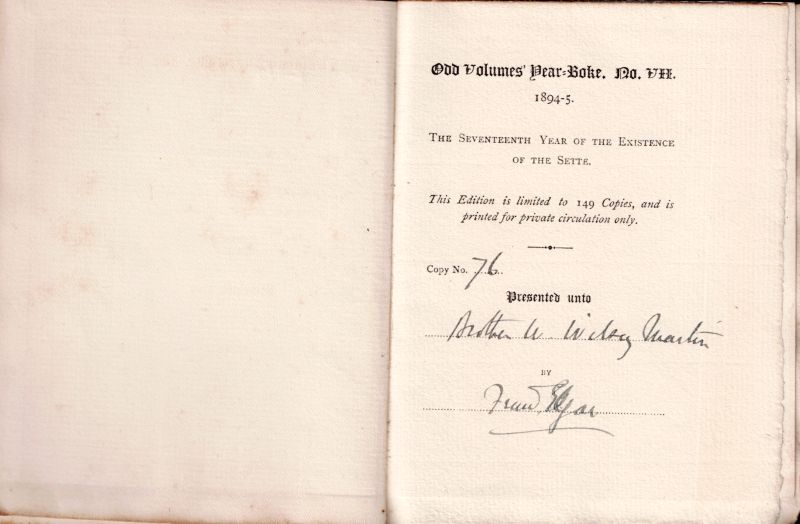 Odd Volumes' Year-Boke. No. VII.
1894-5.
The Seventeenth Year of the Existence
of the Sette.
This Edition is limited to 149 Copies, and is
printed for private circulation only.
Copy No. 76
Presented unto
Brother W Wilsey Martin
BY